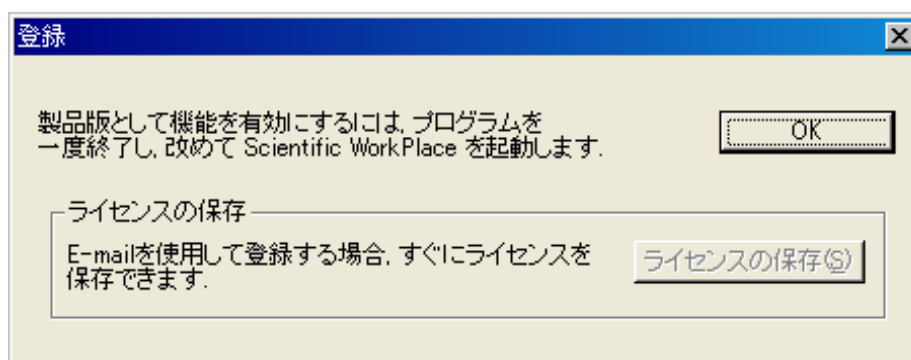 登録
製品版として機能を有効にするには, プログラムを
一度終了し, 改めて Scientific WorkPlace を起動します.
OK
ライセンスの保存
E-mailを使用して登録する場合, すぐにライセンスを
保存できます.
ライセンスの保存(S)